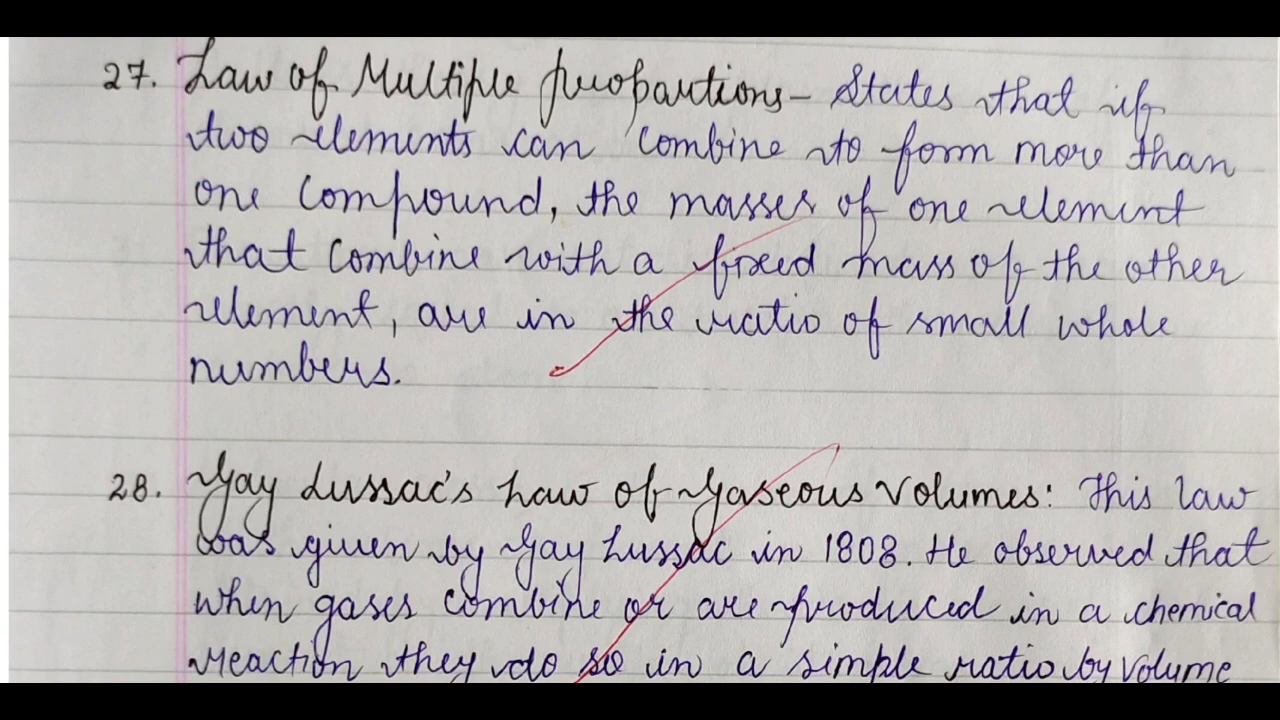 27. Law of Multiple propartions- States that if
two elements can combine to form more than
one compound, the masses of one element
that combine with a fixed mass of the other
element, are in the ratio of small whole
numbers.
28. Gay Lussac's Law of Gaseous Volumes: This law
was given by Gay Lussac in 1808. He observed that
when gases combine or are produced in a chemical
reaction they do so in a simple ratio by volume